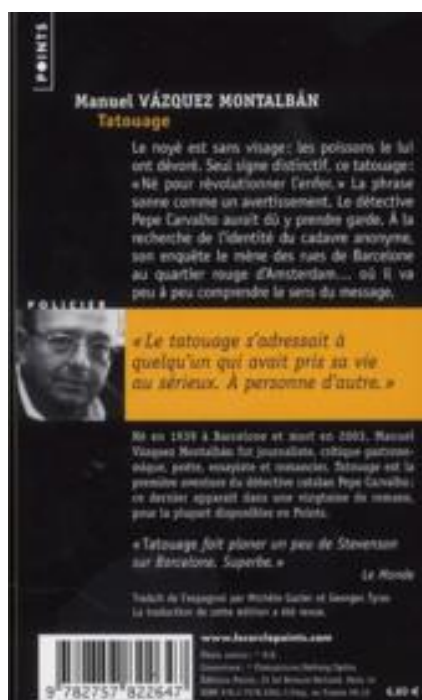 POINTS
Manuel VÁZQUEZ MONTALBÁN
Tatouage
Le noyé est sans visage : les poissons le lui
ont dévoré. Seul signe distinctif, ce tatouage :
« Né pour révolutionner l'enfer. » La phrase
sonne comme un avertissement. Le détective
Pepe Carvalho aurait dû y prendre garde. À la
recherche de l'identité du cadavre anonyme,
son enquête le mène des rues de Barcelone
au quartier rouge d'Amsterdam... où il va
peu à peu comprendre le sens du message.
POLICIER
« Le tatouage s'adressait à
quelqu'un qui avait pris sa vie
au sérieux. À personne d'autre. »
Né en 1939 à Barcelone et mort en 2003, Manuel
Vázquez Montalbán fut journaliste, critique gastrono-
mique, poète, essayiste et romancier. Tatouage est la
première aventure du détective catalan Pepe Carvalho ;
ce dernier apparaît dans une vingtaine de romans,
pour la plupart disponibles en Points.
« Tatouage fait planer un peu de Stevenson
sur Barcelone. Superbe. »
Le Monde
Traduit de l'espagnol par Michèle Gazier et Georges Tyras
La traduction de cette édition a été revue.
www.lecerclepoints.com
9 782757 822647